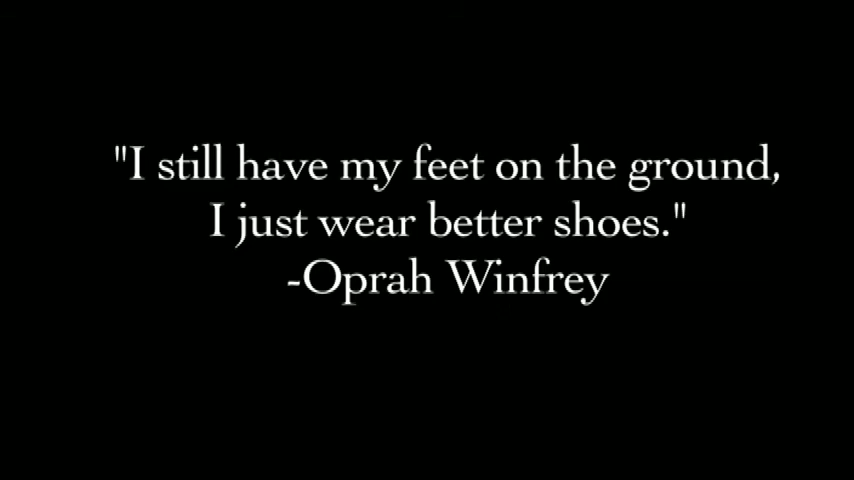 "I still have my feet on the ground,
I just wear better shoes."
-Oprah Winfrey